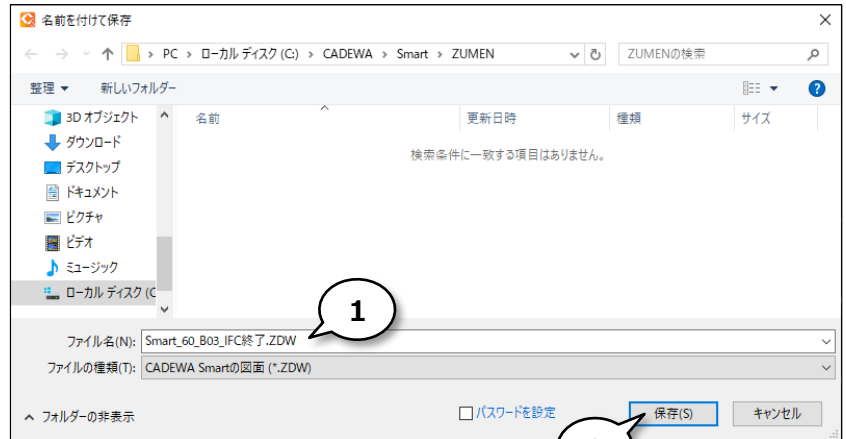 名前を付けて保存
PC › ローカル ディスク (C:) › CADEWA › Smart › ZUMEN
ZUMENの検索
整理 新しいフォルダー
3D オブジェクト
ダウンロード
デスクトップ
ドキュメント
ピクチャ
ビデオ
ミュージック
ローカル ディスク (C
名前 更新日時 種類 サイズ
検索条件に一致する項目はありません。
1
ファイル名(N): Smart_60_B03_IFC終了.ZDW
ファイルの種類(T): CADEWA Smartの図面 (*.ZDW)
フォルダーの非表示 パスワードを設定 保存(S) キャンセル